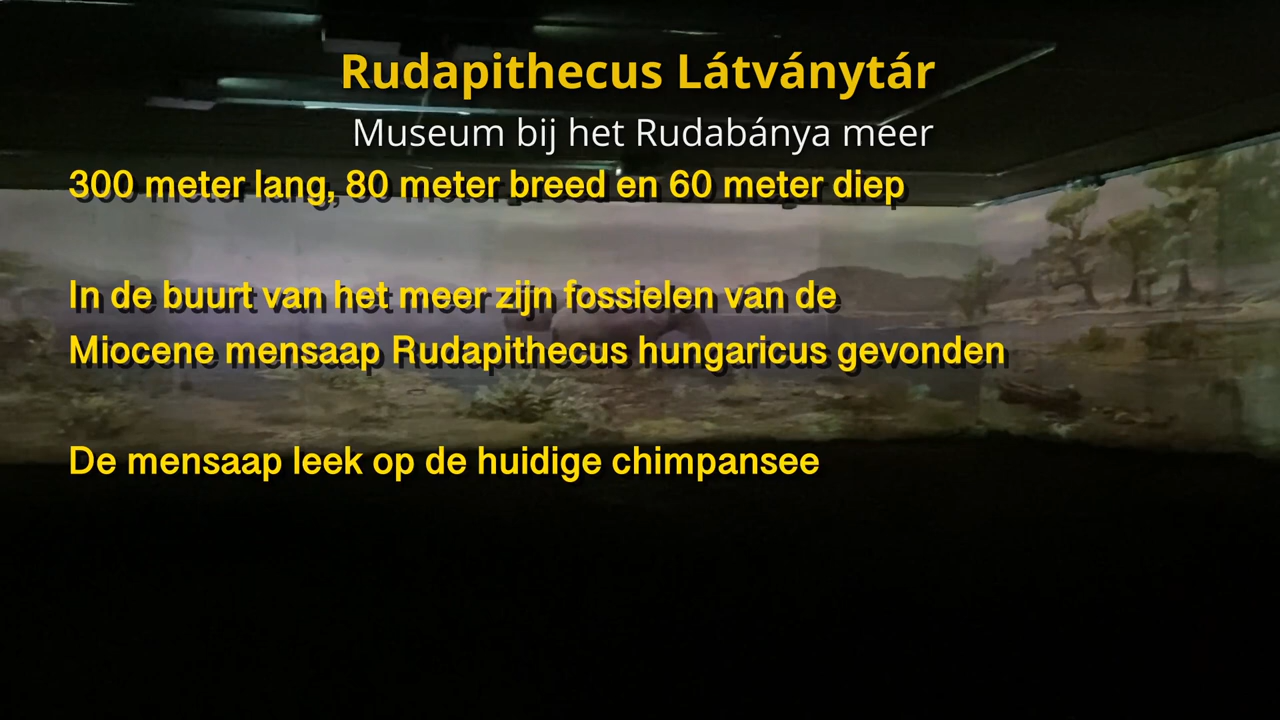 Rudapithecus Látványtár
Museum bij het Rudabánya meer
300 meter lang, 80 meter breed en 60 meter diep
In de buurt van het meer zijn fossielen van de
Miocene mensaap Rudapithecus hungaricus gevonden
De mensaap leek op de huidige chimpansee